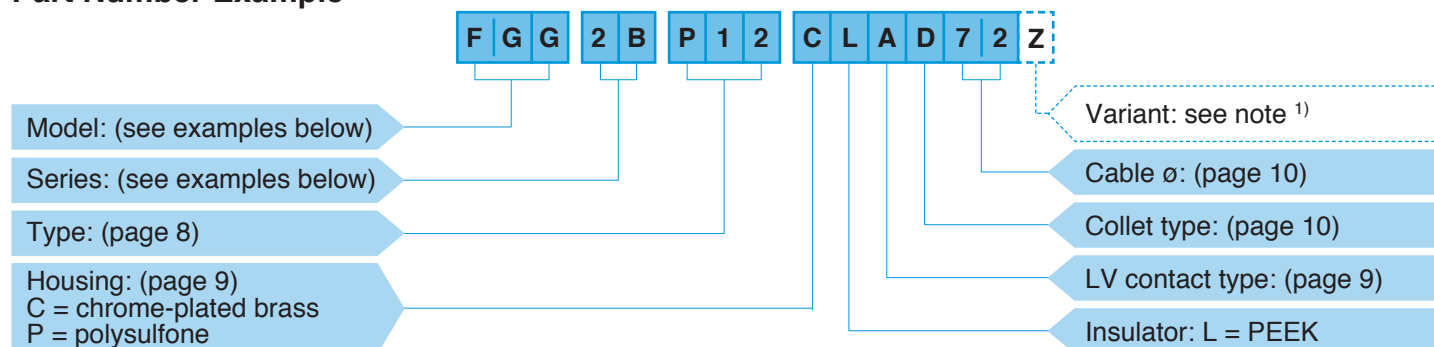 Part Number Example
F G G 2 B P 1 2 C L A D 7 2 Z
Model: (see examples below)
Series: (see examples below)
Type: (page 8)
Housing: (page 9)
C = chrome-plated brass
P = polysulfone
Variant: see note 1)
Cable ø: (page 10)
Collet type: (page 10)
LV contact type: (page 9)
Insulator: L = PEEK